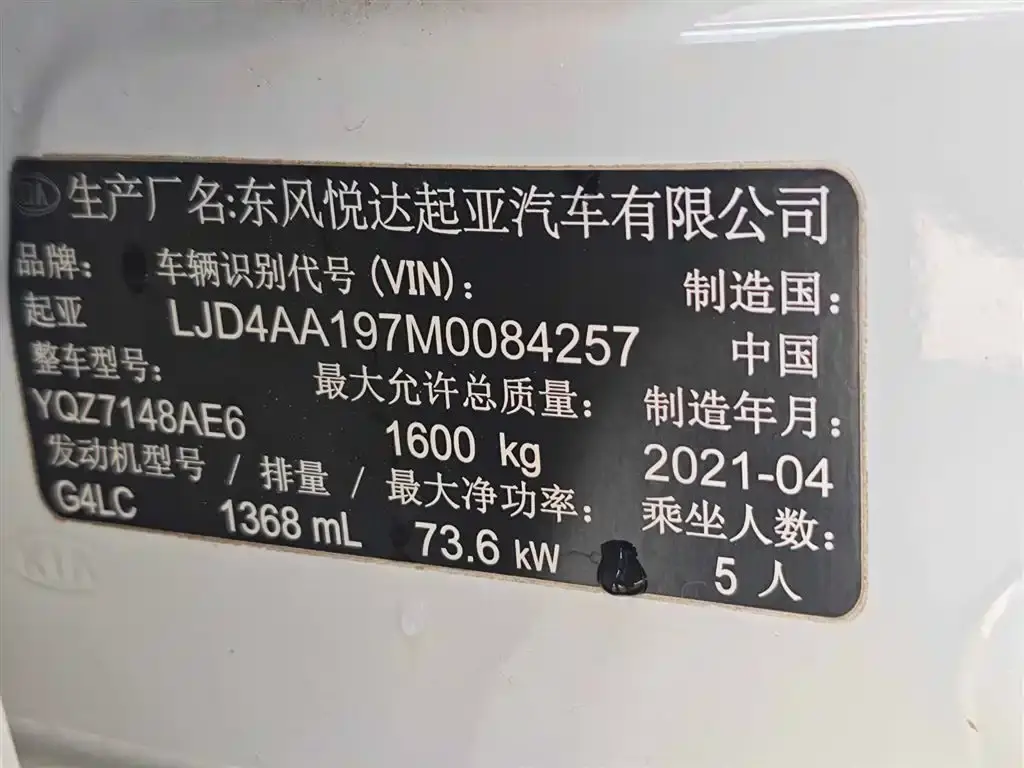 KIA 生产厂名:东风悦达起亚汽车有限公司
品牌: 车辆识别代号(VIN): 制造国:
起亚 LJD4AA197M0084257 中国
整车型号: 最大允许总质量: 制造年月:
YQZ7148AE6 1600 kg 2021-04
发动机型号 / 排量 / 最大净功率: 乘坐人数:
G4LC 1368 mL 73.6 kW 5 人
KIA